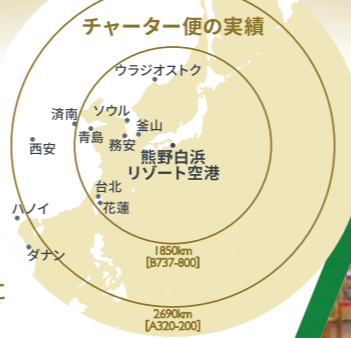 チャーター便の実績
ウラジオストク
済南
ソウル
釜山
青島
務安
西安
熊野白浜
リゾート空港
台北
花蓮
ハノイ
ダナン
1850km
[B737-800]
に
2690km
[A320-200]